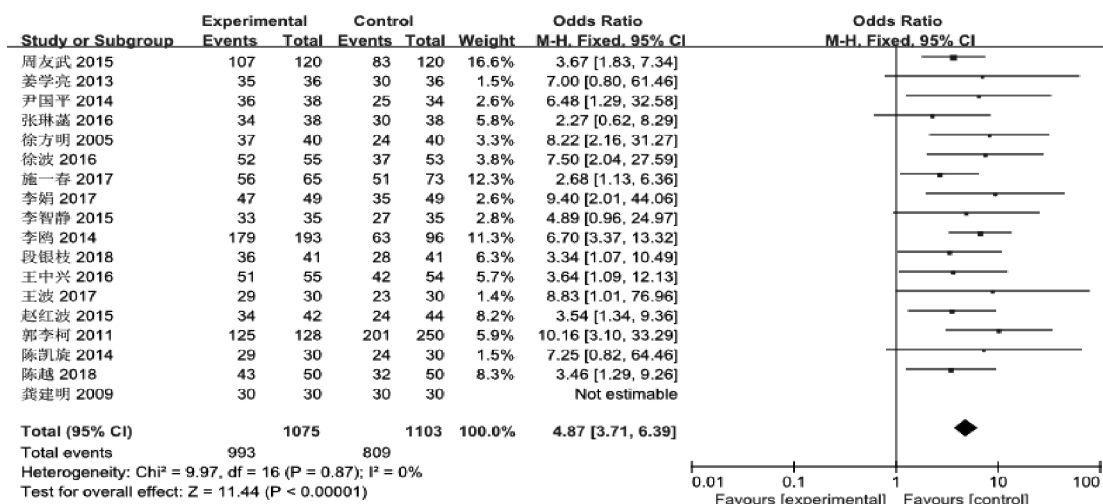 Experimental Control Odds Ratio Odds Ratio
Study or Subgroup Events Total Events Total Weight M-H, Fixed, 95% CI M-H, Fixed, 95% CI
周友武 2015 107 120 83 120 16.6% 3.67 [1.83, 7.34]
姜学亮 2013 35 36 30 36 1.5% 7.00 [0.80, 61.46]
尹国平 2014 36 38 25 34 2.6% 6.48 [1.29, 32.58]
张琳菡 2016 34 38 30 38 5.8% 2.27 [0.62, 8.29]
徐方明 2005 37 40 24 40 3.2% 8.22 [2.16, 31.27]
徐波 2016 52 55 37 53 3.3% 7.50 [2.04, 27.59]
施一春 2017 56 65 51 73 12.3% 2.68 [1.13, 6.36]
李娟 2017 47 49 35 49 2.3% 9.40 [2.01, 44.06]
李智静 2015 33 35 27 35 2.8% 4.89 [0.96, 24.97]
李鸥 2014 179 193 63 96 11.3% 6.70 [3.37, 13.32]
段银枝 2018 36 41 28 41 6.3% 3.34 [1.07, 10.49]
王中兴 2016 51 55 42 54 5.7% 3.64 [1.09, 12.13]
王波 2017 29 30 23 30 1.4% 8.83 [1.01, 76.96]
赵红波 2015 34 42 24 44 8.2% 3.54 [1.34, 9.36]
郭李柯 2011 125 128 201 250 5.9% 10.16 [3.10, 33.29]
陈凯旋 2014 29 30 24 30 1.5% 7.25 [0.82, 64.46]
陈越 2018 43 50 32 50 8.3% 3.46 [1.29, 9.26]
龚建明 2009 30 30 30 30 Not estimable
Total (95% CI) 1075 1103 100.0% 4.87 [3.71, 6.39]
Total events 993 809
Heterogeneity: Chi² = 9.97, df = 16 (P = 0.87); I² = 0%
Test for overall effect: Z = 11.44 (P < 0.00001)
0.01 0.1 1 10 100
Favours [experimental] Favours [control]